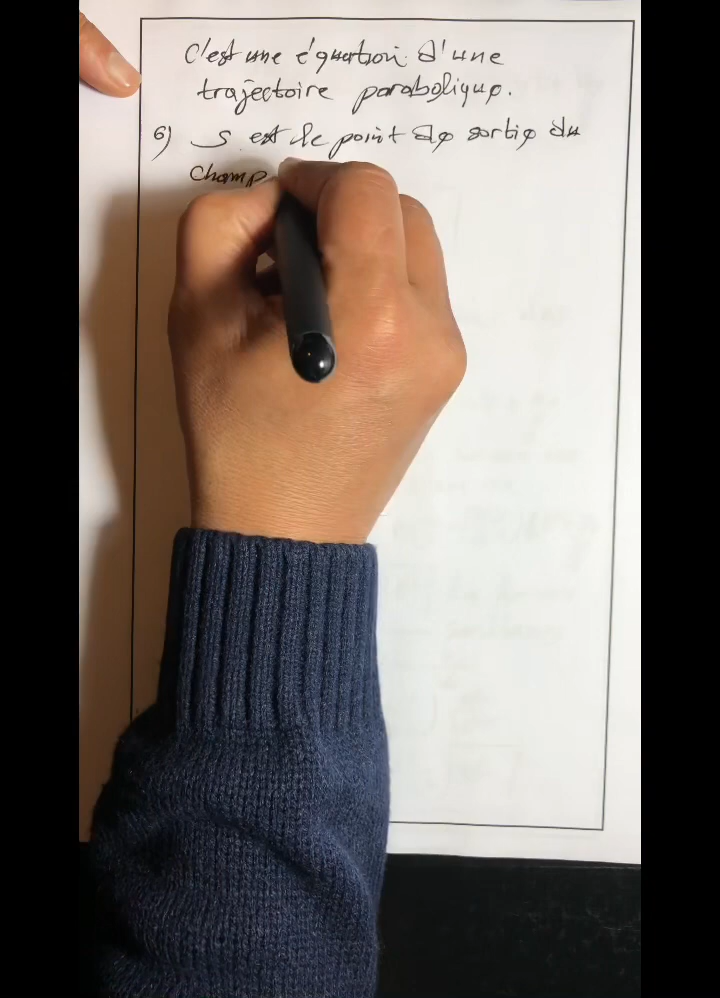 c'est une équation d'une
trajectoire parabolique.
6) S est le point de sortie du
champ